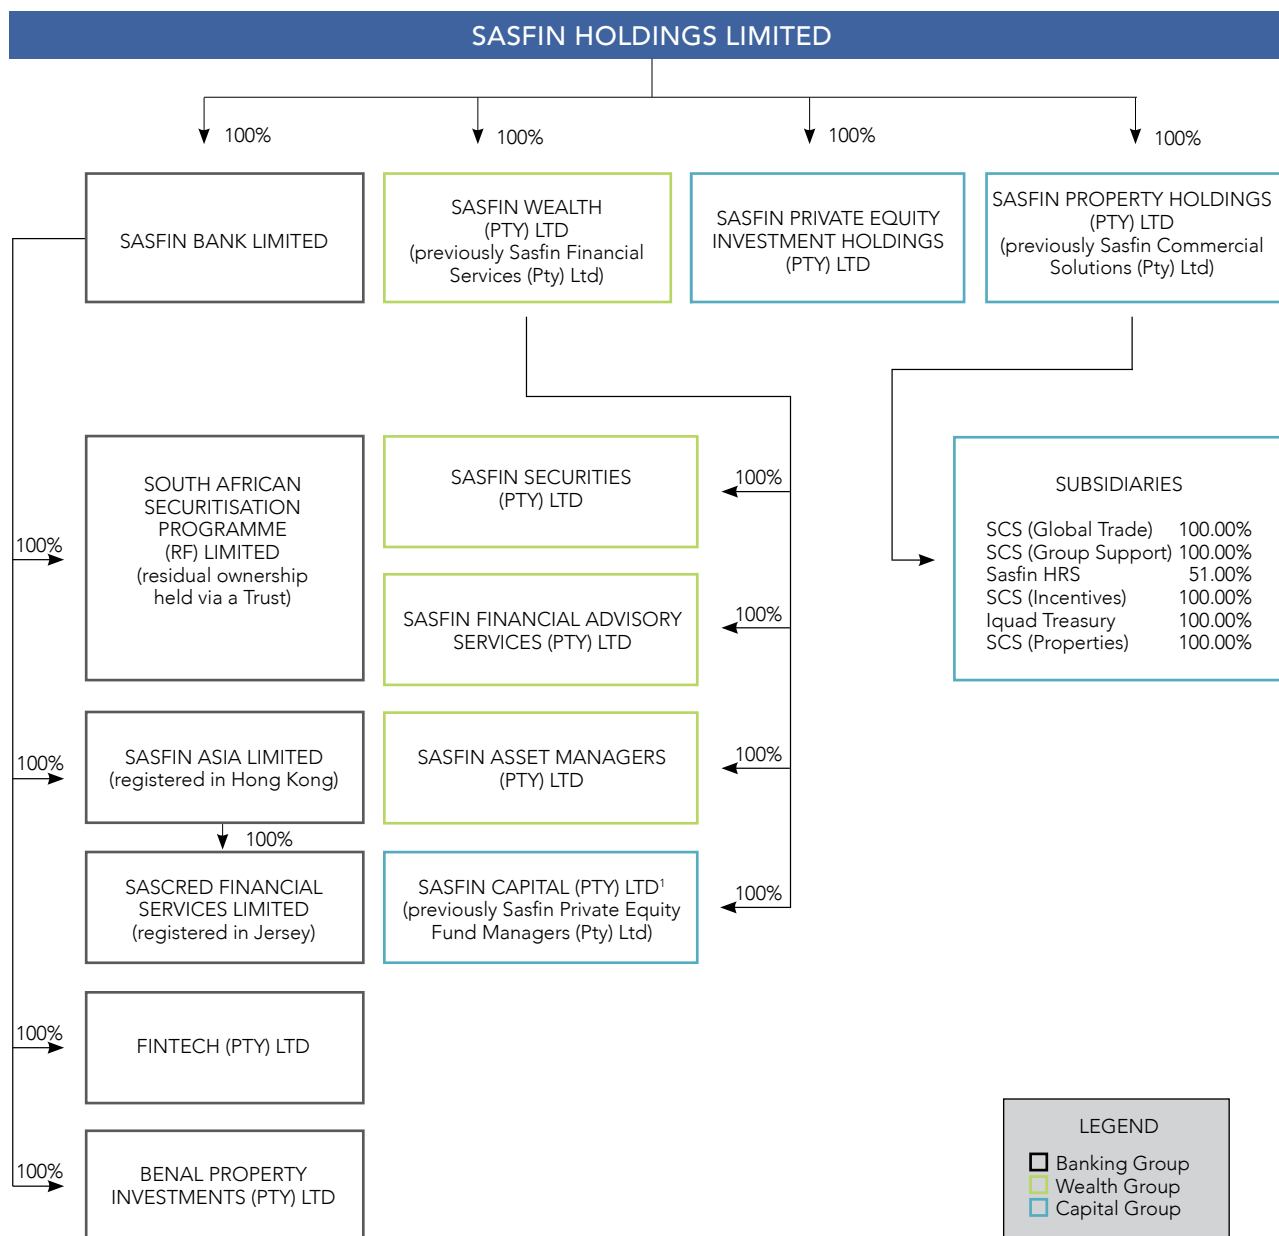 SASFIN HOLDINGS LIMITED
100%
100%
100%
100%
SASFIN BANK LIMITED
SASFIN WEALTH
(PTY) LTD
(previously Sasfin Financial
Services (Pty) Ltd)
SASFIN PRIVATE EQUITY
INVESTMENT HOLDINGS
(PTY) LTD
SASFIN PROPERTY HOLDINGS
(PTY) LTD
(previously Sasfin Commercial
Solutions (Pty) Ltd)
100%
SOUTH AFRICAN
SECURITISATION
PROGRAMME
(RF) LIMITED
(residual ownership
held via a Trust)
SASFIN SECURITIES
(PTY) LTD
100%
SUBSIDIARIES
SCS (Global Trade) 100.00%
SCS (Group Support) 100.00%
Sasfin HRS 51.00%
SCS (Incentives) 100.00%
Iquad Treasury 100.00%
SCS (Properties) 100.00%
SASFIN FINANCIAL ADVISORY
SERVICES (PTY) LTD
100%
100%
SASFIN ASIA LIMITED
(registered in Hong Kong)
SASFIN ASSET MANAGERS
(PTY) LTD
100%
100%
SASCRED FINANCIAL
SERVICES LIMITED
(registered in Jersey)
SASFIN CAPITAL (PTY) LTD¹
(previously Sasfin Private Equity
Fund Managers (Pty) Ltd)
100%
100%
FINTECH (PTY) LTD
100%
BENAL PROPERTY
INVESTMENTS (PTY) LTD
LEGEND
Banking Group
Wealth Group
Capital Group